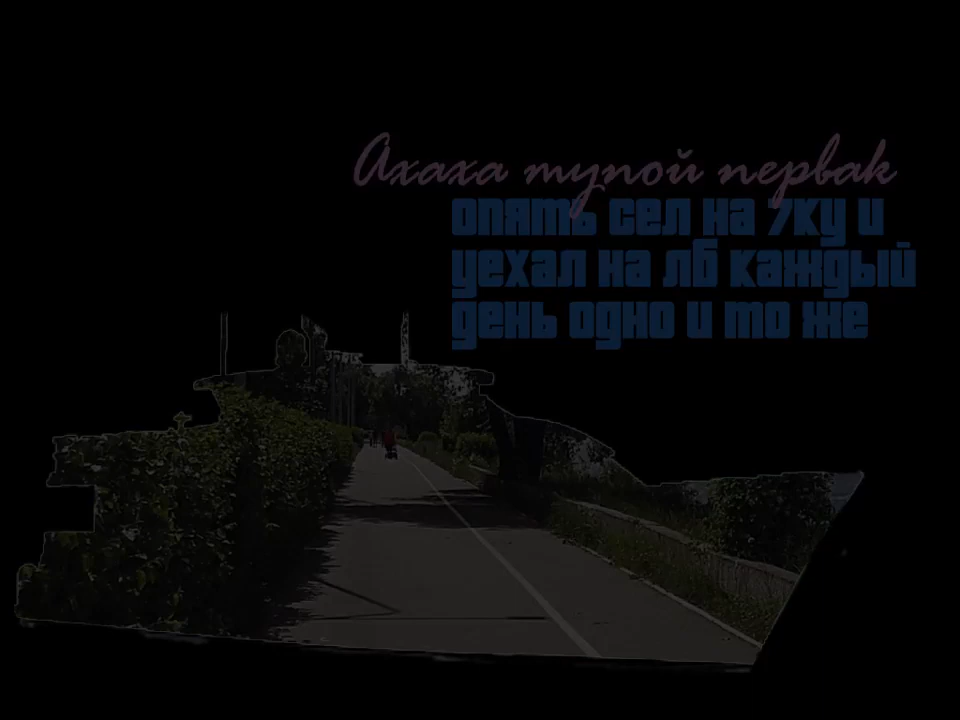 Ахаха тупой первак
опять сел на 7ку и
уехал на лб каждый
день одно и то же